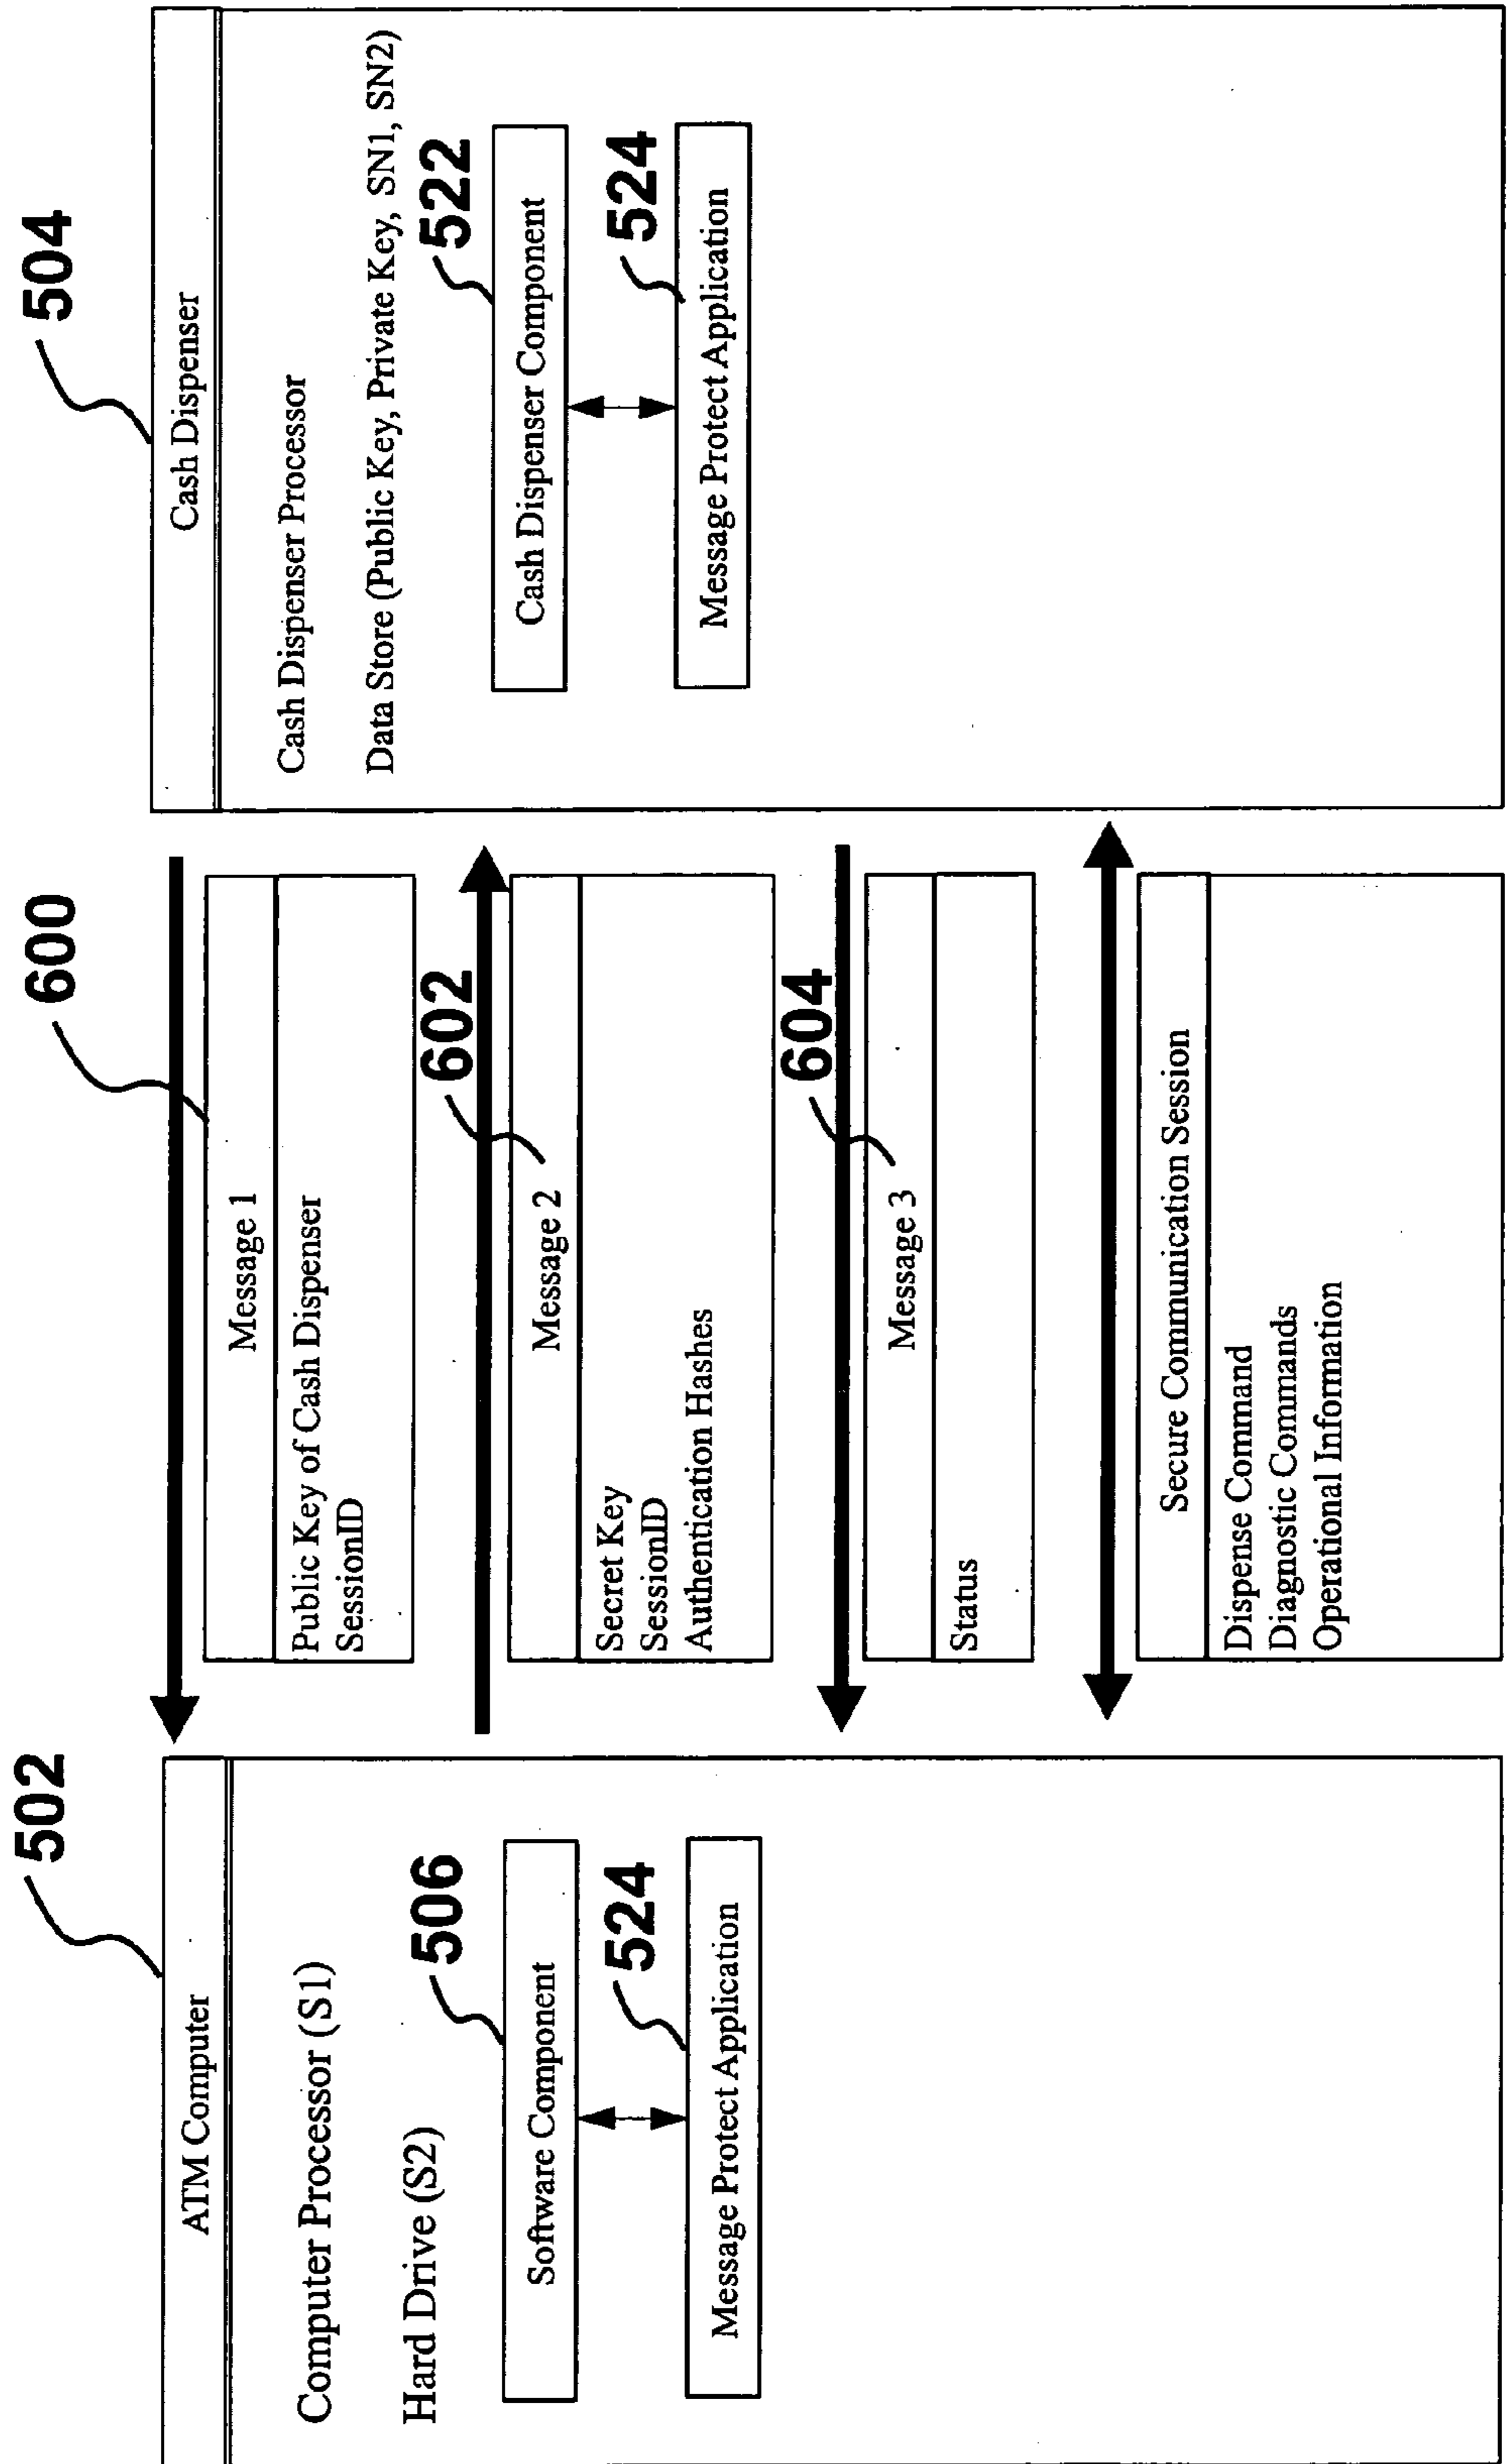 502
ATM Computer
Computer Processor (S1)
Hard Drive (S2)
506
Software Component
524
Message Protect Application
600
Message 1
Public Key of Cash Dispenser
SessionID
602
Message 2
Secret Key
SessionID
Authentication Hashes
604
Message 3
Status
Secure Communication Session
Dispense Command
Diagnostic Commands
Operational Information
504
Cash Dispenser
Cash Dispenser Processor
Data Store (Public Key, Private Key, SN1, SN2)
522
Cash Dispenser Component
524
Message Protect Application